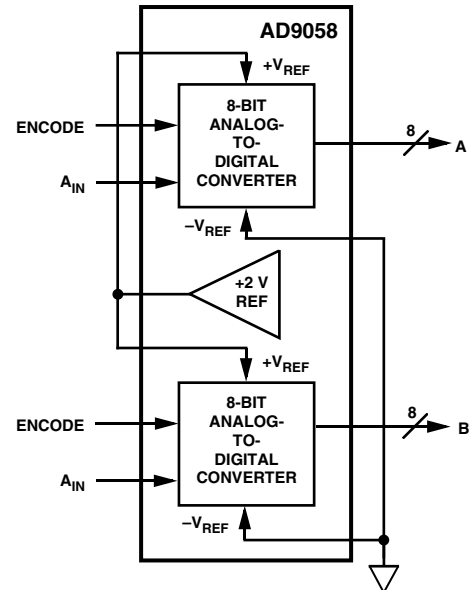 AD9058
+VREF
8-BIT
ANALOG-
TO-
DIGITAL
CONVERTER
ENCODE
AIN
8
A
–VREF
+2 V
REF
+VREF
8-BIT
ANALOG-
TO-
DIGITAL
CONVERTER
ENCODE
AIN
8
B
–VREF